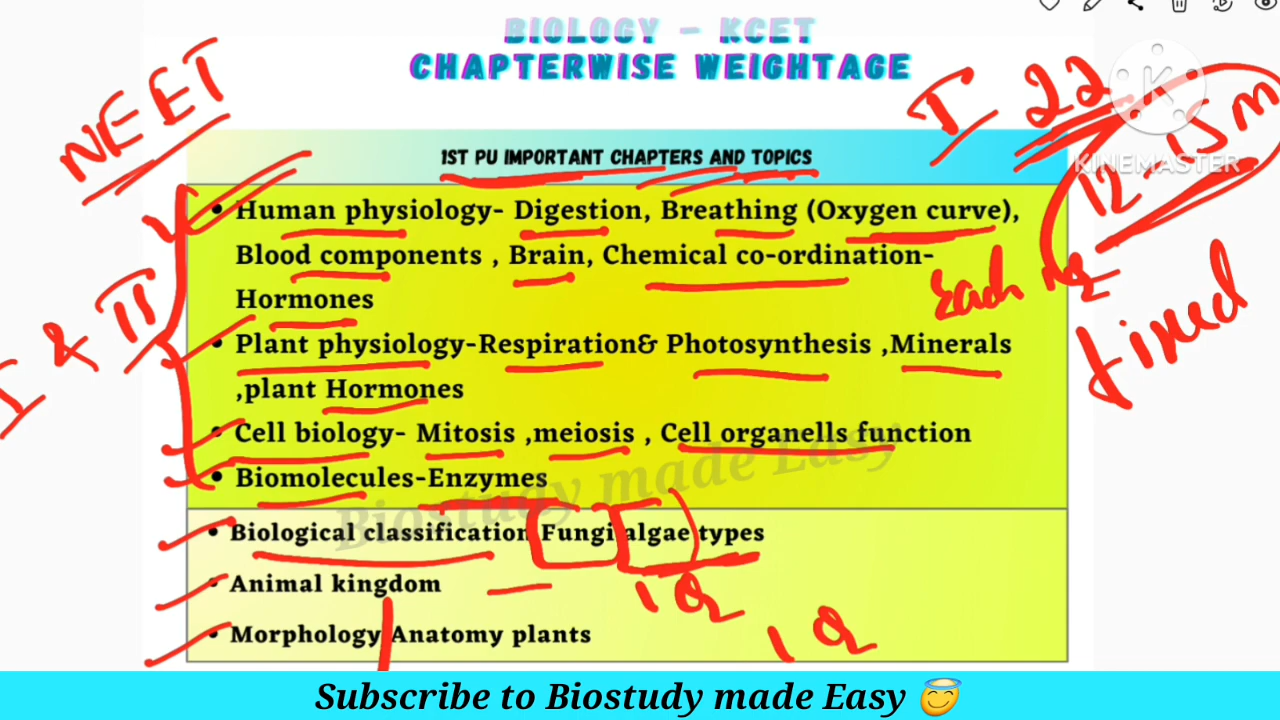 BIOLOGY - KCET
CHAPTERWISE WEIGHTAGE
NEET
I 22
12-15 m
K
KINEMASTER
1ST PU IMPORTANT CHAPTERS AND TOPICS
• Human physiology- Digestion, Breathing (Oxygen curve),
Blood components , Brain, Chemical co-ordination-
Hormones
Each 1Q
fixed
I & II
• Plant physiology-Respiration& Photosynthesis ,Minerals
,plant Hormones
• Cell biology- Mitosis ,meiosis , Cell organells function
• Biomolecules-Enzymes
Biostudy made Easy
• Biological classification Fungi algae types
• Animal kingdom
1 Q
• Morphology Anatomy plants
1 Q
Subscribe to Biostudy made Easy 😇